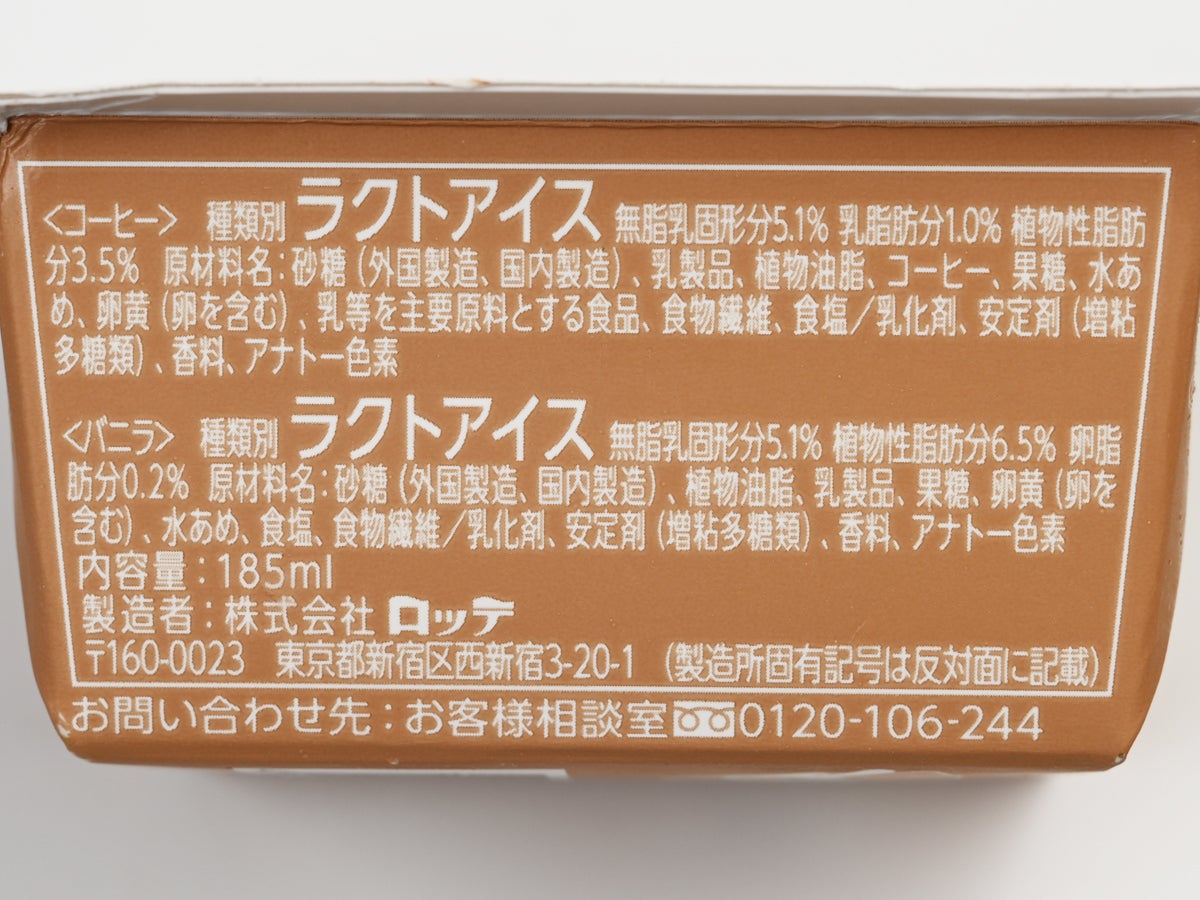 〈コーヒー〉 種類別 ラクトアイス 無脂乳固形分5.1% 乳脂肪分1.0% 植物性脂肪
分3.5% 原材料名：砂糖（外国製造、国内製造）、乳製品、植物油脂、コーヒー、果糖、水あ
め、卵黄（卵を含む）、乳等を主要原料とする食品、食物繊維、食塩／乳化剤、安定剤（増粘
多糖類）、香料、アナトー色素
〈バニラ〉 種類別 ラクトアイス 無脂乳固形分5.1% 植物性脂肪分6.5% 卵脂
肪分0.2% 原材料名：砂糖（外国製造、国内製造）、植物油脂、乳製品、果糖、卵黄（卵を
含む）、水あめ、食塩、食物繊維／乳化剤、安定剤（増粘多糖類）、香料、アナトー色素
内容量：185ml
製造者：株式会社 ロッテ
〒160-0023 東京都新宿区西新宿3-20-1 （製造所固有記号は反対面に記載）
お問い合わせ先：お客様相談室 0120-106-244